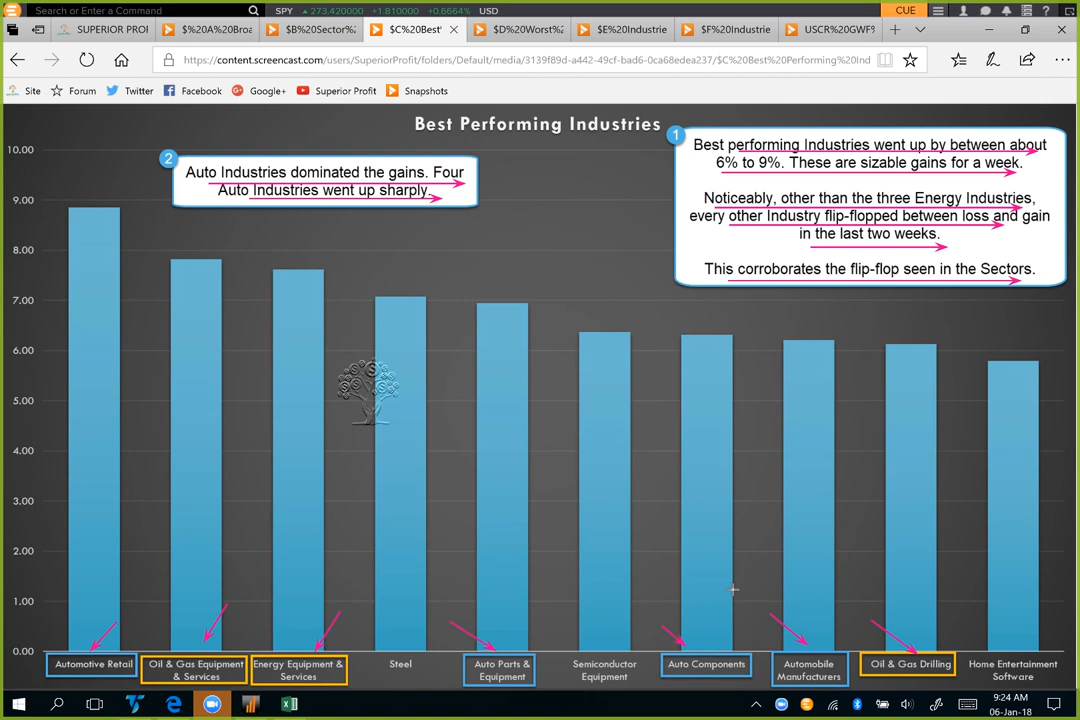 Search or Enter a Command
SPY 273.420000 +1.810000 +0.6664% USD
CUE
SUPERIOR PROF
$%20A%20Broa
$B%20Sector%2
$C%20Best'
$D%20Worst%
$E%20Industrie
$F%20Industrie
USCR%20GWF9
https://content.screencast.com/users/SuperiorProfit/folders/Default/media/3139f89d-a442-49cf-bad6-0ca68edea237/$C%20Best%20Performing%20Ind
Site
Forum
Twitter
Facebook
Google+
Superior Profit
Snapshots
Best Performing Industries
1
Best performing Industries went up by between about
6% to 9%. These are sizable gains for a week.
Noticeably, other than the three Energy Industries,
every other Industry flip-flopped between loss and gain
in the last two weeks.
This corroborates the flip-flop seen in the Sectors.
2
Auto Industries dominated the gains. Four
Auto Industries went up sharply.
10.00
9.00
8.00
7.00
6.00
5.00
4.00
3.00
2.00
1.00
0.00
Automotive Retail
Oil & Gas Equipment
& Services
Energy Equipment &
Services
Steel
Auto Parts &
Equipment
Semiconductor
Equipment
Auto Components
Automobile
Manufacturers
Oil & Gas Drilling
Home Entertainment
Software
9:24 AM
06-Jan-18